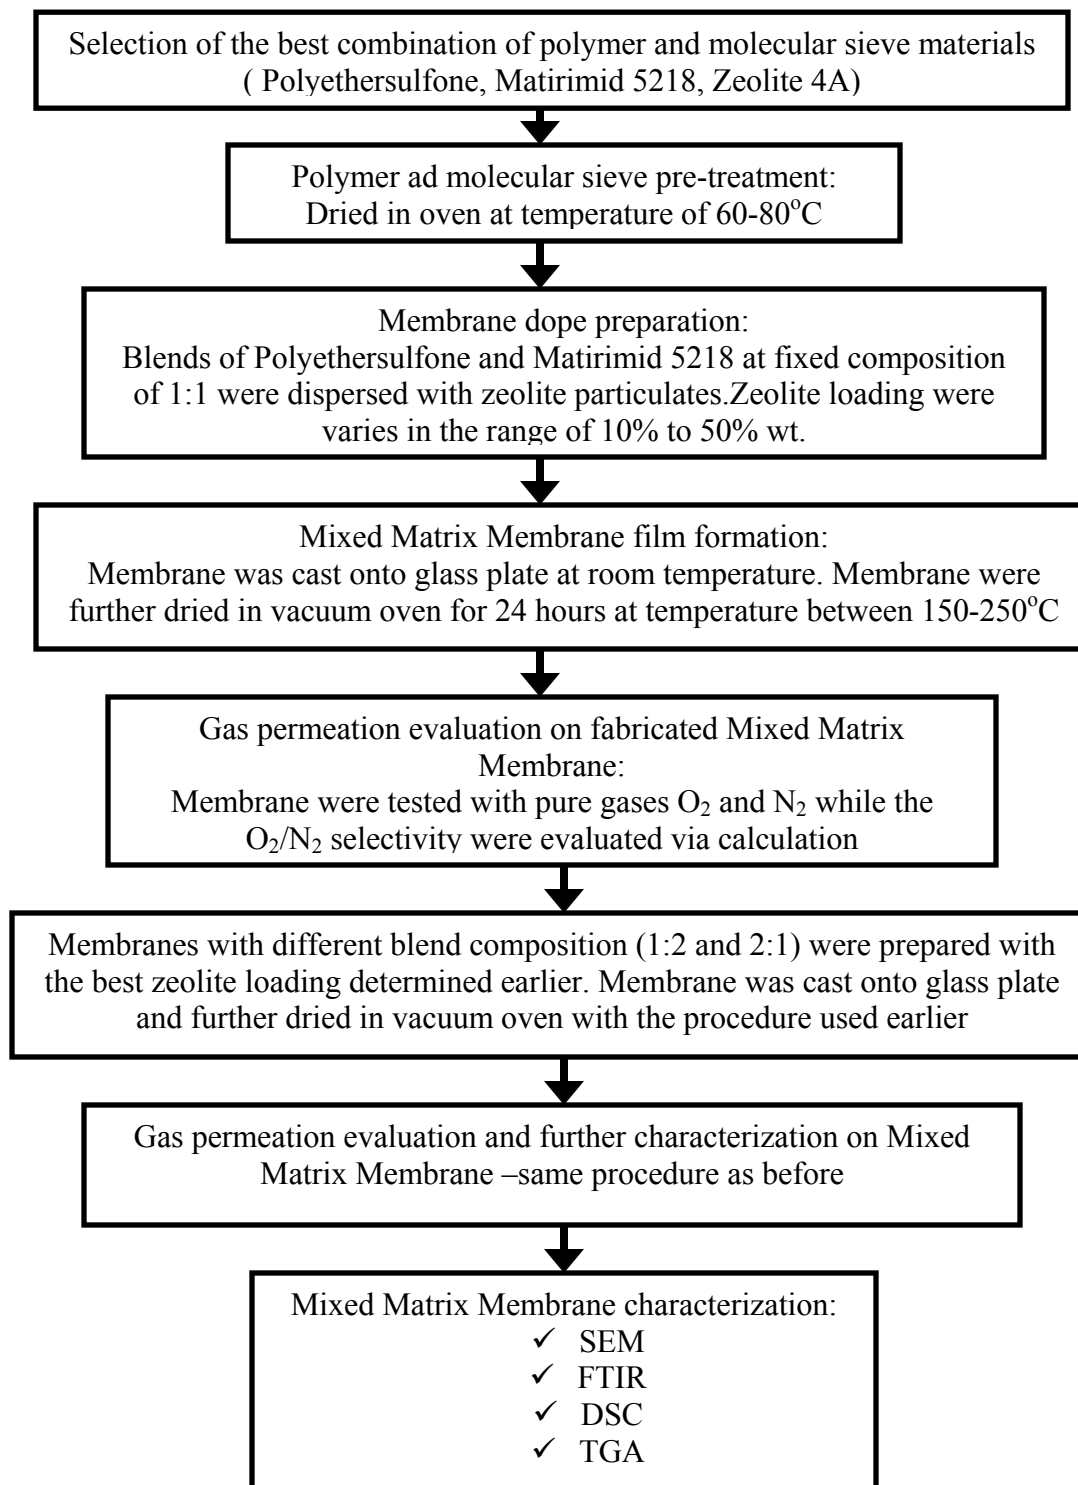 Selection of the best combination of polymer and molecular sieve materials
( Polyethersulfone, Matirimid 5218, Zeolite 4A)
Polymer ad molecular sieve pre-treatment:
Dried in oven at temperature of 60-80°C
Membrane dope preparation:
Blends of Polyethersulfone and Matirimid 5218 at fixed composition
of 1:1 were dispersed with zeolite particulates.Zeolite loading were
varies in the range of 10% to 50% wt.
Mixed Matrix Membrane film formation:
Membrane was cast onto glass plate at room temperature. Membrane were
further dried in vacuum oven for 24 hours at temperature between 150-250°C
Gas permeation evaluation on fabricated Mixed Matrix
Membrane:
Membrane were tested with pure gases O₂ and N₂ while the
O₂/N₂ selectivity were evaluated via calculation
Membranes with different blend composition (1:2 and 2:1) were prepared with
the best zeolite loading determined earlier. Membrane was cast onto glass plate
and further dried in vacuum oven with the procedure used earlier
Gas permeation evaluation and further characterization on Mixed
Matrix Membrane –same procedure as before
Mixed Matrix Membrane characterization:
✓ SEM
✓ FTIR
✓ DSC
✓ TGA